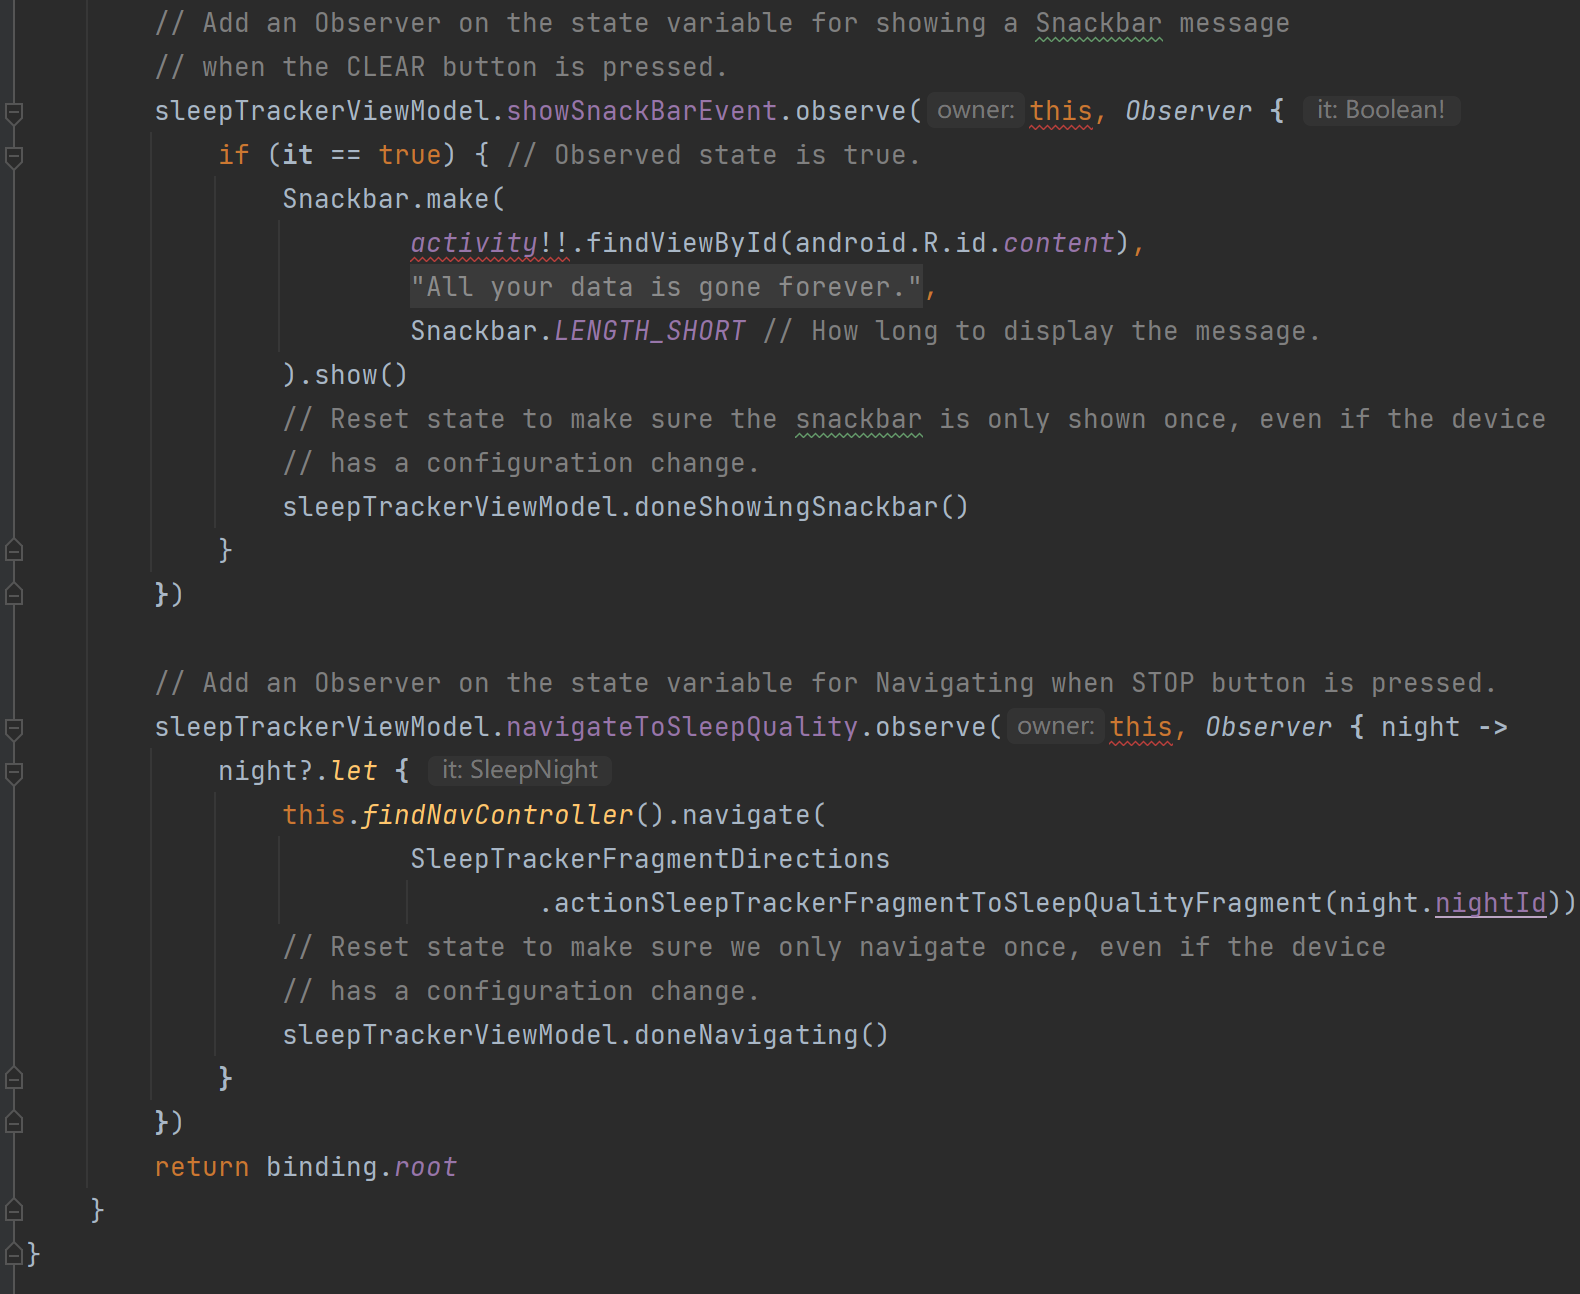 // Add an Observer on the state variable for showing a Snackbar message
// when the CLEAR button is pressed.
sleepTrackerViewModel.showSnackBarEvent.observe( owner: this, Observer { it: Boolean!
if (it == true) { // Observed state is true.
Snackbar.make(
activity!!.findViewById(android.R.id.content),
"All your data is gone forever.",
Snackbar.LENGTH_SHORT // How long to display the message.
).show()
// Reset state to make sure the snackbar is only shown once, even if the device
// has a configuration change.
sleepTrackerViewModel.doneShowingSnackbar()
}
})
// Add an Observer on the state variable for Navigating when STOP button is pressed.
sleepTrackerViewModel.navigateToSleepQuality.observe( owner: this, Observer { night ->
night?.let { it: SleepNight
this.findNavController().navigate(
SleepTrackerFragmentDirections
.actionSleepTrackerFragmentToSleepQualityFragment(night.nightId))
// Reset state to make sure we only navigate once, even if the device
// has a configuration change.
sleepTrackerViewModel.doneNavigating()
}
})
return binding.root
}
}